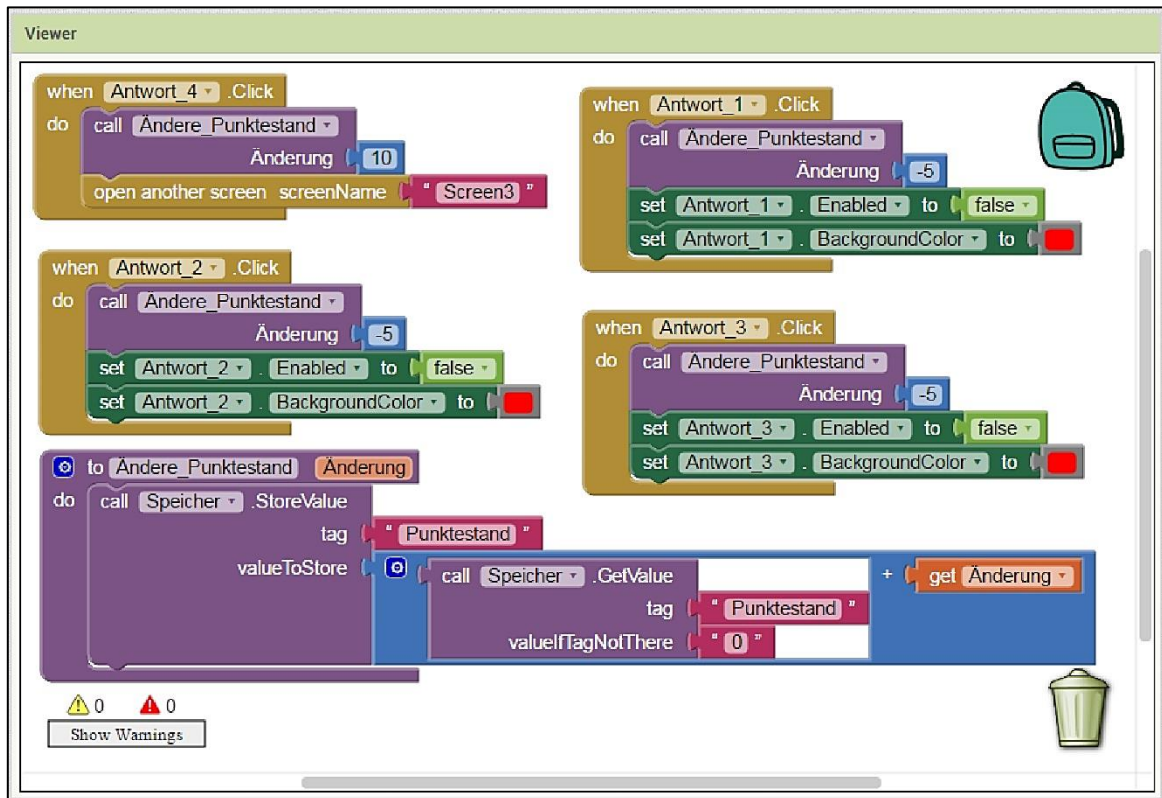 Viewer
when Antwort_4 .Click
do call Ändere_Punktestand
Änderung 10
open another screen screenName " Screen3 "
when Antwort_1 .Click
do call Ändere_Punktestand
Änderung -5
set Antwort_1 . Enabled to false
set Antwort_1 . BackgroundColor to
when Antwort_2 .Click
do call Ändere_Punktestand
Änderung -5
set Antwort_2 . Enabled to false
set Antwort_2 . BackgroundColor to
when Antwort_3 .Click
do call Ändere_Punktestand
Änderung -5
set Antwort_3 . Enabled to false
set Antwort_3 . BackgroundColor to
to Ändere_Punktestand Änderung
do call Speicher .StoreValue
tag " Punktestand "
valueToStore call Speicher .GetValue + get Änderung
tag " Punktestand "
valueIfTagNotThere " 0 "
0 0
Show Warnings